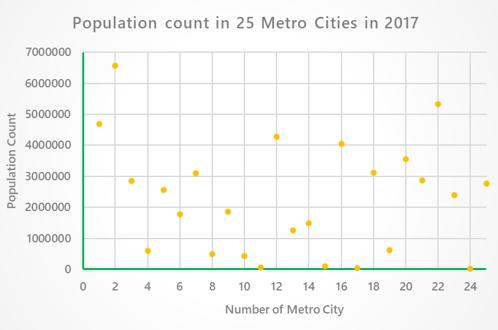 Population count in 25 Metro Cities in 2017
7000000
6000000
5000000
4000000
3000000
2000000
1000000
0
Population Count
0 2 4 6 8 10 12 14 16 18 20 22 24
Number of Metro City